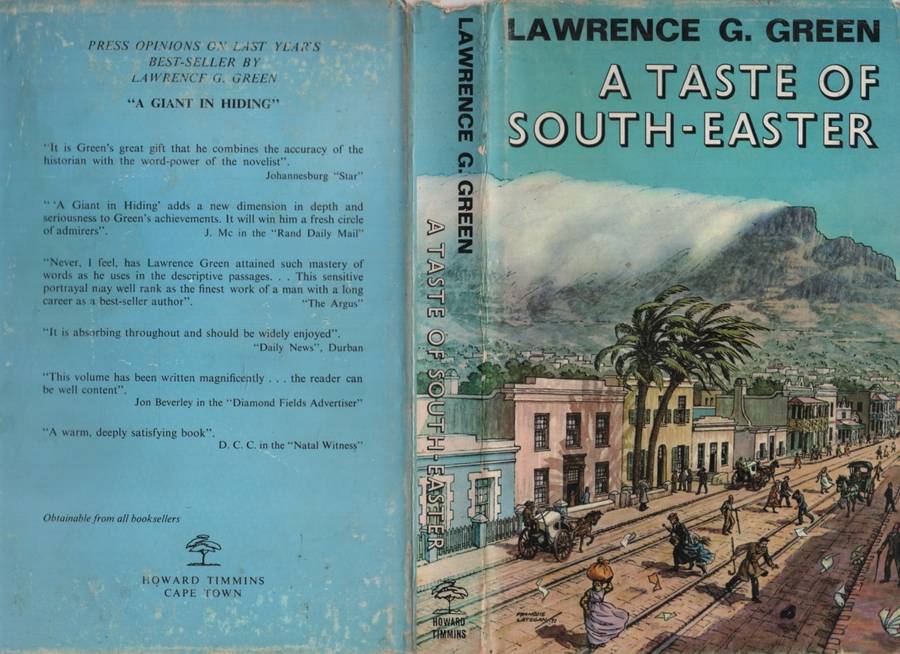 PRESS OPINIONS ON LAST YEAR'S
BEST-SELLER BY
LAWRENCE G. GREEN
"A GIANT IN HIDING"
"It is Green's great gift that he combines the accuracy of the
historian with the word-power of the novelist".
Johannesburg "Star"
" 'A Giant in Hiding' adds a new dimension in depth and
seriousness to Green's achievements. It will win him a fresh circle
of admirers". J. Mc in the "Rand Daily Mail"
"Never, I feel, has Lawrence Green attained such mastery of
words as he uses in the descriptive passages. . . This sensitive
portrayal may well rank as the finest work of a man with a long
career as a best-seller author". "The Argus"
"It is absorbing throughout and should be widely enjoyed".
"Daily News", Durban
"This volume has been written magnificently . . . the reader can
be well content".
Jon Beverley in the "Diamond Fields Advertiser"
"A warm, deeply satisfying book".
D. C. C. in the "Natal Witness"
Obtainable from all booksellers
HOWARD TIMMINS
CAPE TOWN
LAWRENCE G. GREEN
A TASTE OF SOUTH-EASTER
HOWARD
TIMMINS
LAWRENCE G. GREEN
A TASTE OF
SOUTH-EASTER